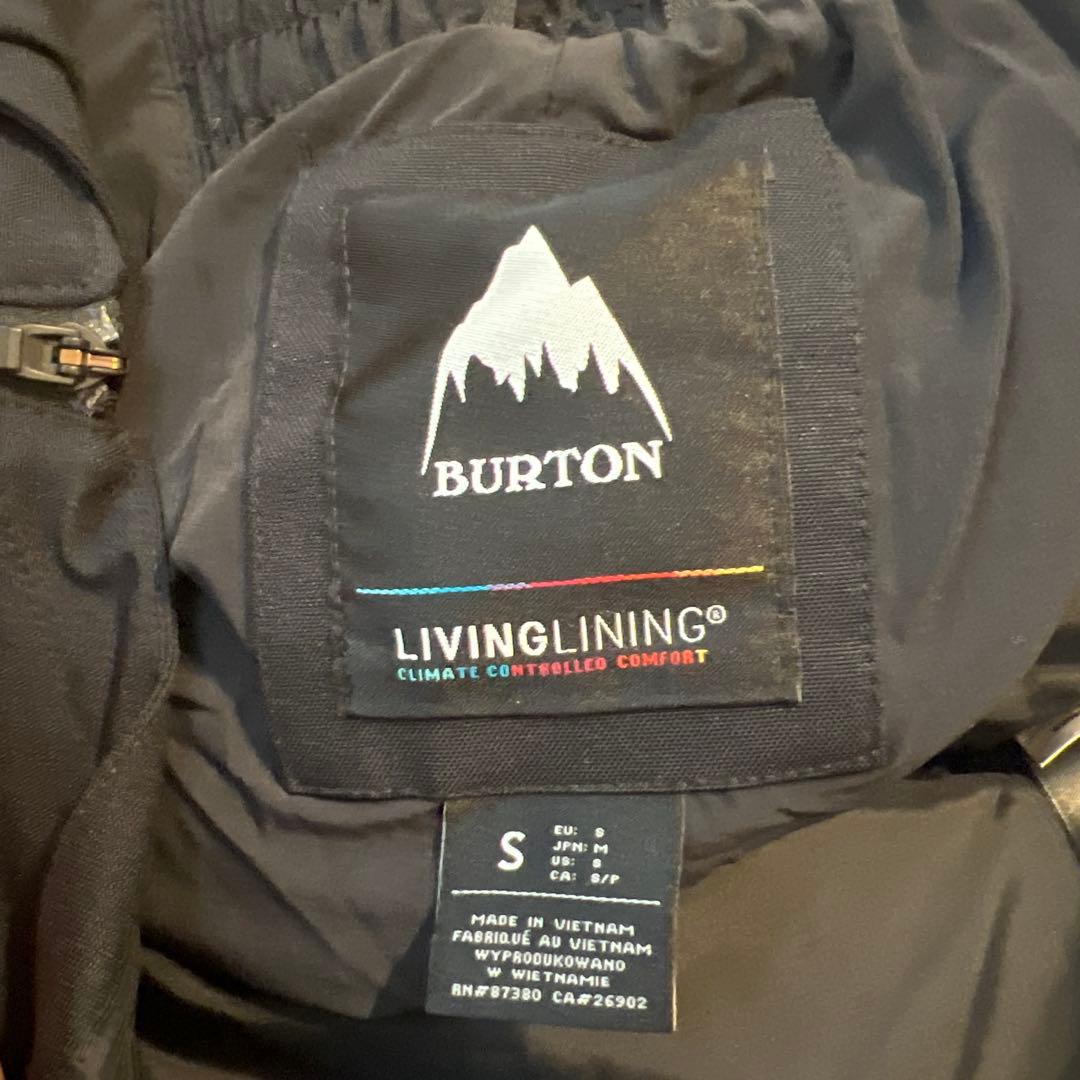 BURTON
LIVINGLINING®
CLIMATE CONTROLLED COMFORT
S
EU: S
JPN: M
US: S
CA: S/P
MADE IN VIETNAM
FABRIQUÉ AU VIETNAM
WYPRODUKOWANO
W WIETNAMIE
RN#87380 CA#26902